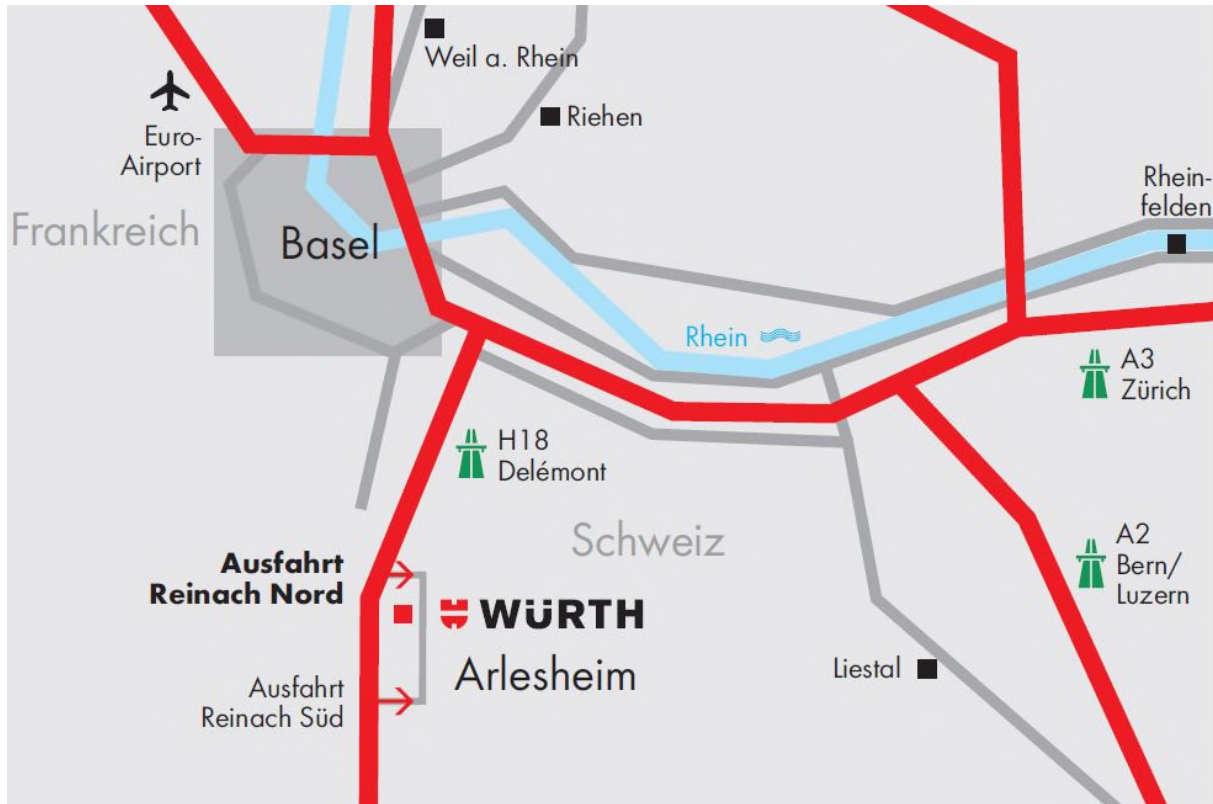 Weil a. Rhein
Riehen
Euro-
Airport
Rhein-
felden
Frankreich
Basel
Rhein
A3
Zürich
H18
Delémont
Schweiz
A2
Bern/
Luzern
Ausfahrt
Reinach Nord
WÜRTH
Arlesheim
Liestal
Ausfahrt
Reinach Süd